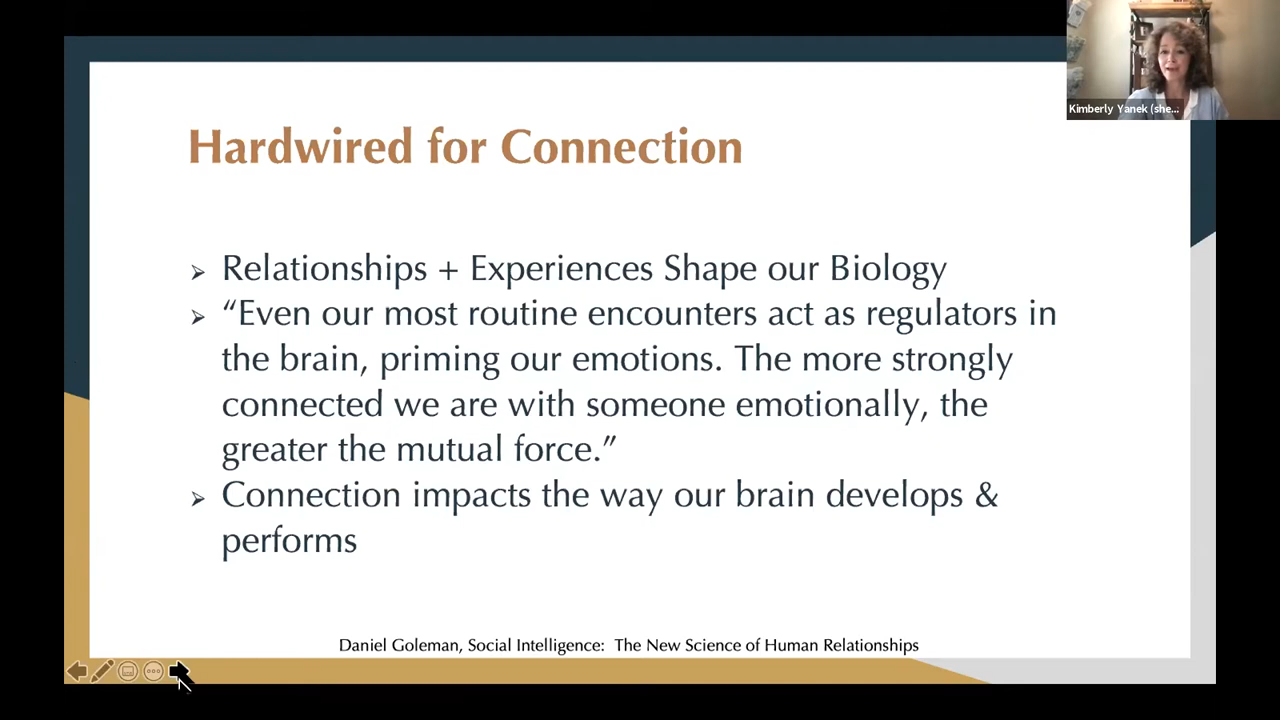 Kimberly Yanek (she...
Hardwired for Connection
➢ Relationships + Experiences Shape our Biology
➢ “Even our most routine encounters act as regulators in
the brain, priming our emotions. The more strongly
connected we are with someone emotionally, the
greater the mutual force.”
➢ Connection impacts the way our brain develops &
performs
Daniel Goleman, Social Intelligence: The New Science of Human Relationships